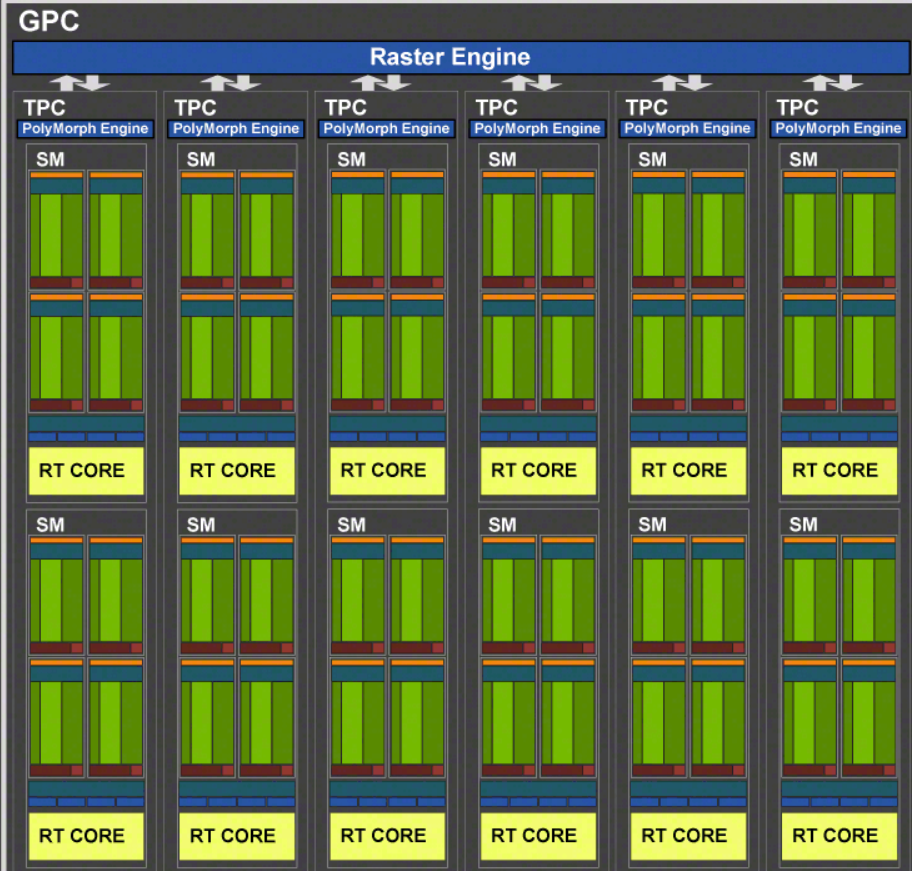 GPC
Raster Engine
TPC TPC TPC TPC TPC TPC
PolyMorph Engine PolyMorph Engine PolyMorph Engine PolyMorph Engine PolyMorph Engine PolyMorph Engine
SM SM SM SM SM SM
RT CORE RT CORE RT CORE RT CORE RT CORE RT CORE
SM SM SM SM SM SM
RT CORE RT CORE RT CORE RT CORE RT CORE RT CORE